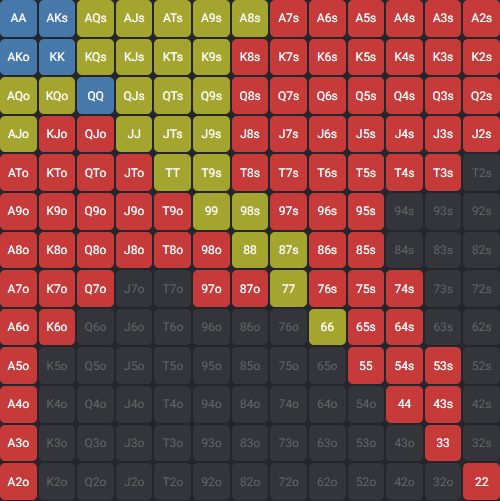 AA AKs AQs AJs ATs A9s A8s A7s A6s A5s A4s A3s A2s
AKo KK KQs KJs KTs K9s K8s K7s K6s K5s K4s K3s K2s
AQo KQo QQ QJs QTs Q9s Q8s Q7s Q6s Q5s Q4s Q3s Q2s
AJo KJo QJo JJ JTs J9s J8s J7s J6s J5s J4s J3s J2s
ATo KTo QTo JTo TT T9s T8s T7s T6s T5s T4s T3s T2s
A9o K9o Q9o J9o T9o 99 98s 97s 96s 95s 94s 93s 92s
A8o K8o Q8o J8o T8o 98o 88 87s 86s 85s 84s 83s 82s
A7o K7o Q7o J7o T7o 97o 87o 77 76s 75s 74s 73s 72s
A6o K6o Q6o J6o T6o 96o 86o 76o 66 65s 64s 63s 62s
A5o K5o Q5o J5o T5o 95o 85o 75o 65o 55 54s 53s 52s
A4o K4o Q4o J4o T4o 94o 84o 74o 64o 54o 44 43s 42s
A3o K3o Q3o J3o T3o 93o 83o 73o 63o 53o 43o 33 32s
A2o K2o Q2o J2o T2o 92o 82o 72o 62o 52o 42o 32o 22